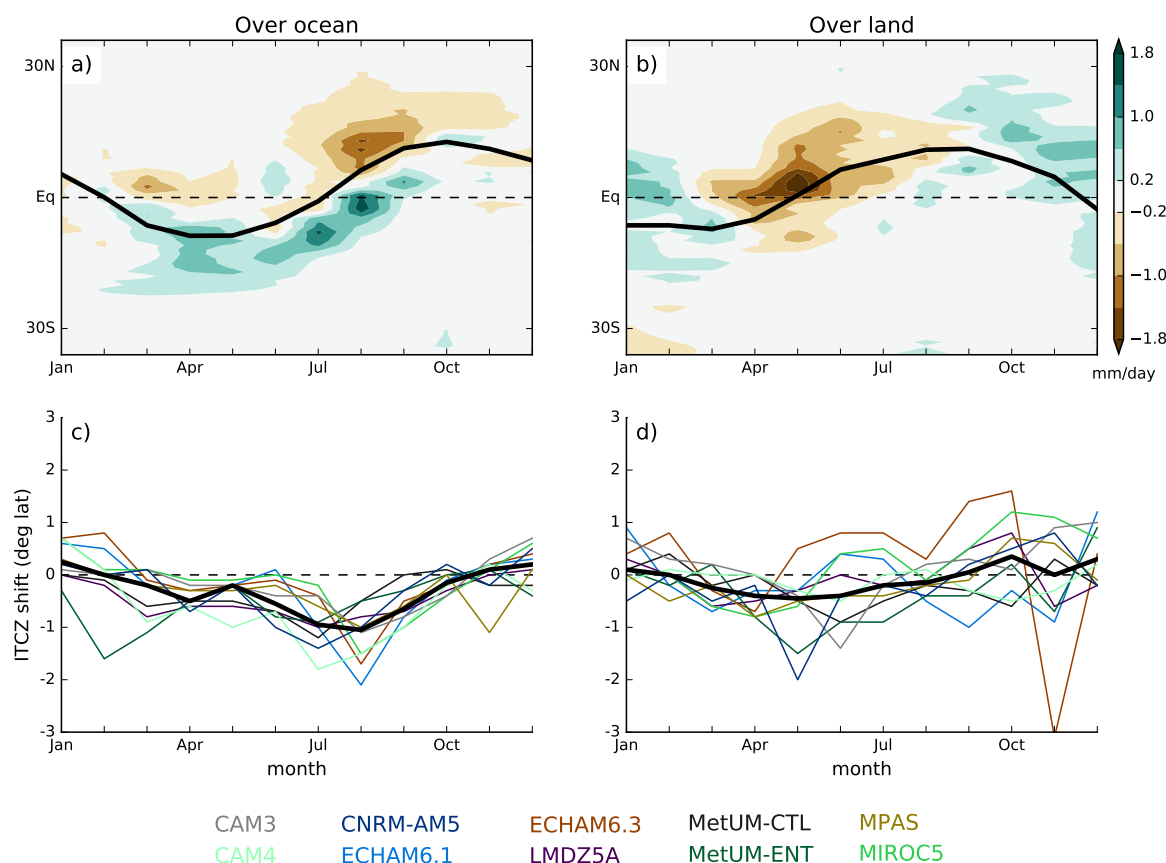 Over ocean
Over land
a)
b)
30N
Eq
30S
Jan Apr Jul Oct
Jan Apr Jul Oct
1.8
1.0
0.2
−0.2
−1.0
−1.8
mm/day
c)
d)
ITCZ shift (deg lat)
3
2
1
0
-1
-2
-3
Jan Apr Jul Oct
month
3
2
1
0
-1
-2
-3
Jan Apr Jul Oct
month
CAM3 CNRM-AM5 ECHAM6.3 MetUM-CTL MPAS
CAM4 ECHAM6.1 LMDZ5A MetUM-ENT MIROC5